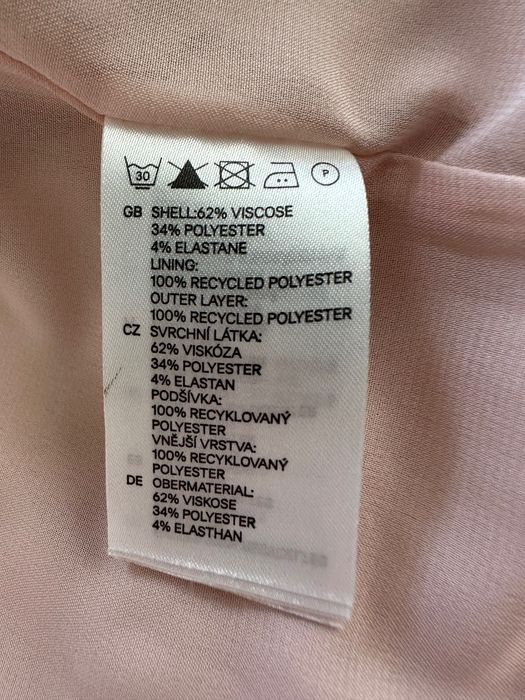 30
P
GB SHELL:62% VISCOSE
34% POLYESTER
4% ELASTANE
LINING:
100% RECYCLED POLYESTER
OUTER LAYER:
100% RECYCLED POLYESTER
CZ SVRCHNÍ LÁTKA:
62% VISKÓZA
34% POLYESTER
4% ELASTAN
PODŠÍVKA:
100% RECYKLOVANÝ
POLYESTER
VNĚJŠÍ VRSTVA:
100% RECYKLOVANÝ
POLYESTER
DE OBERMATERIAL:
62% VISKOSE
34% POLYESTER
4% ELASTHAN